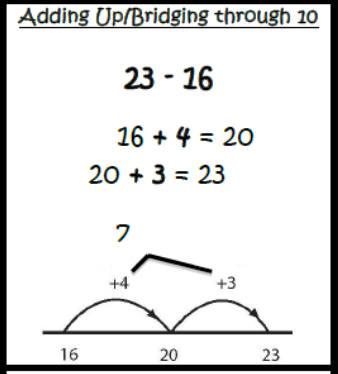 Adding Up/Bridging through 10
23 - 16
16 + 4 = 20
20 + 3 = 23
7
+4 +3
16 20 23